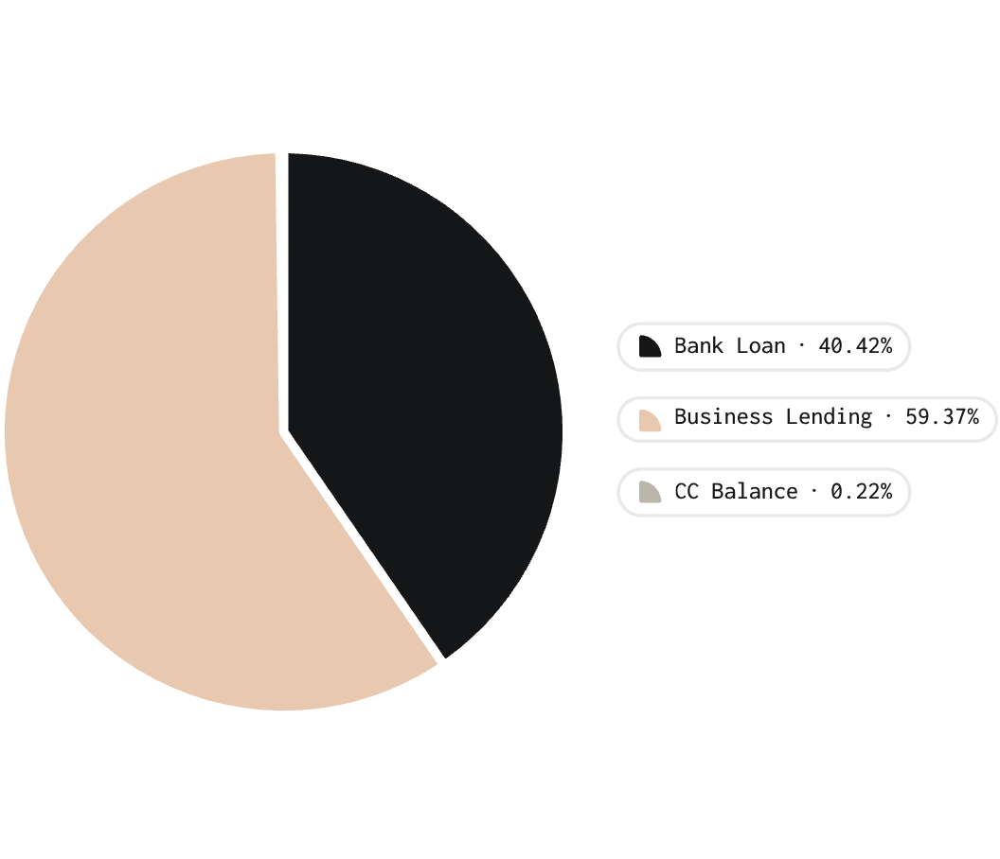 Bank Loan · 40.42%
Business Lending · 59.37%
CC Balance · 0.22%